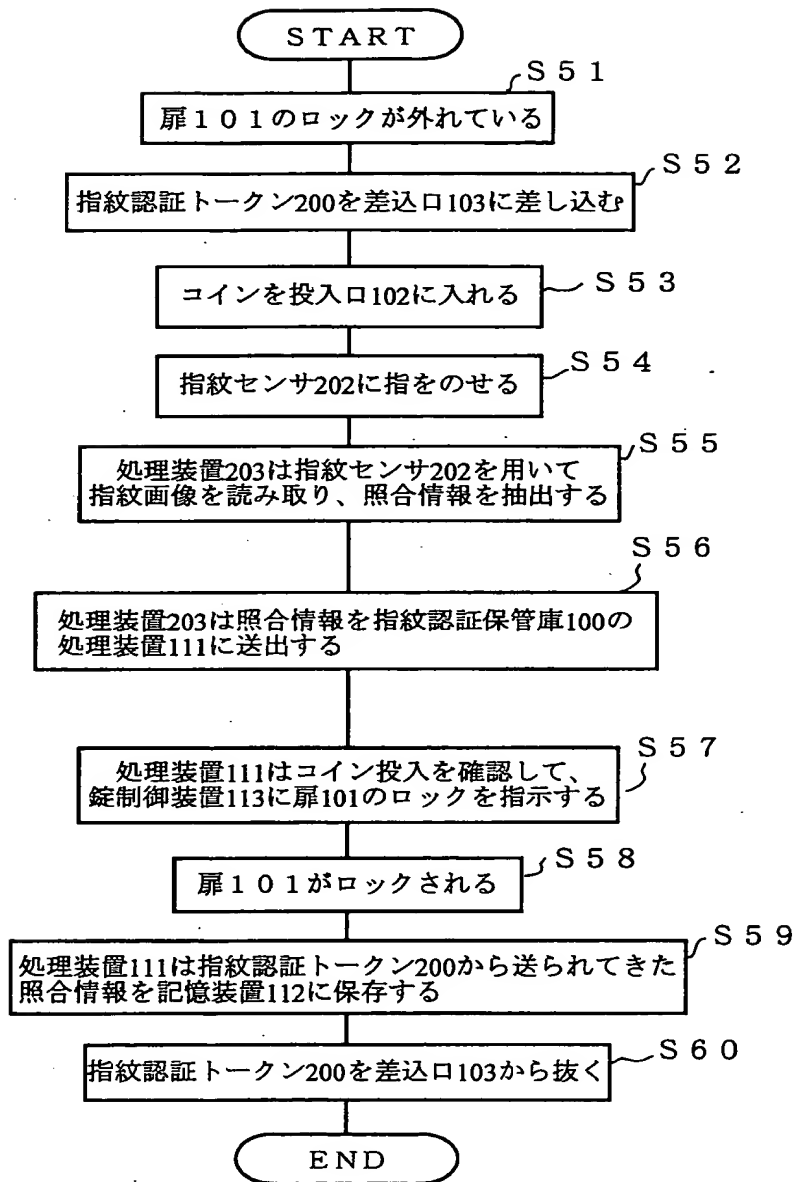 START
S51
扉101のロックが外れている
S52
指紋認証トークン200を差込口103に差し込む
S53
コインを投入口102に入れる
S54
指紋センサ202に指をのせる
S55
処理装置203は指紋センサ202を用いて
指紋画像を読み取り、照合情報を抽出する
S56
処理装置203は照合情報を指紋認証保管庫100の
処理装置111に送出する
S57
処理装置111はコイン投入を確認して、
錠制御装置113に扉101のロックを指示する
S58
扉101がロックされる
S59
処理装置111は指紋認証トークン200から送られてきた
照合情報を記憶装置112に保存する
S60
指紋認証トークン200を差込口103から抜く
END